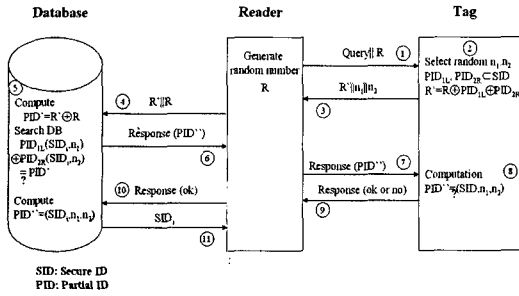 Database
Reader
Tag
Generate
random number
R
Query‖R
①
②
Select random n₁,n₂
PID₁L, PID₂R⊂SID
R`=R⊕PID₁L⊕PID₂R
R`‖n₁‖n₂
③
④
R`‖R
⑤
Compute
PID`=R`⊕R
Search DB
PID₁L(SIDᵢ,n₁)
⊕PID₂R(SIDᵢ,n₂)
= PID`
?
Compute
PID``=(SIDᵢ,n₁,n₂)
Response (PID``)
⑥
Response (PID``)
⑦
⑧
Computation
PID``=(SID,n₁,n₂)
?
Response (ok or no)
⑨
⑩
Response (ok)
SIDᵢ
⑪
:
SID: Secure ID
PID: Partial ID